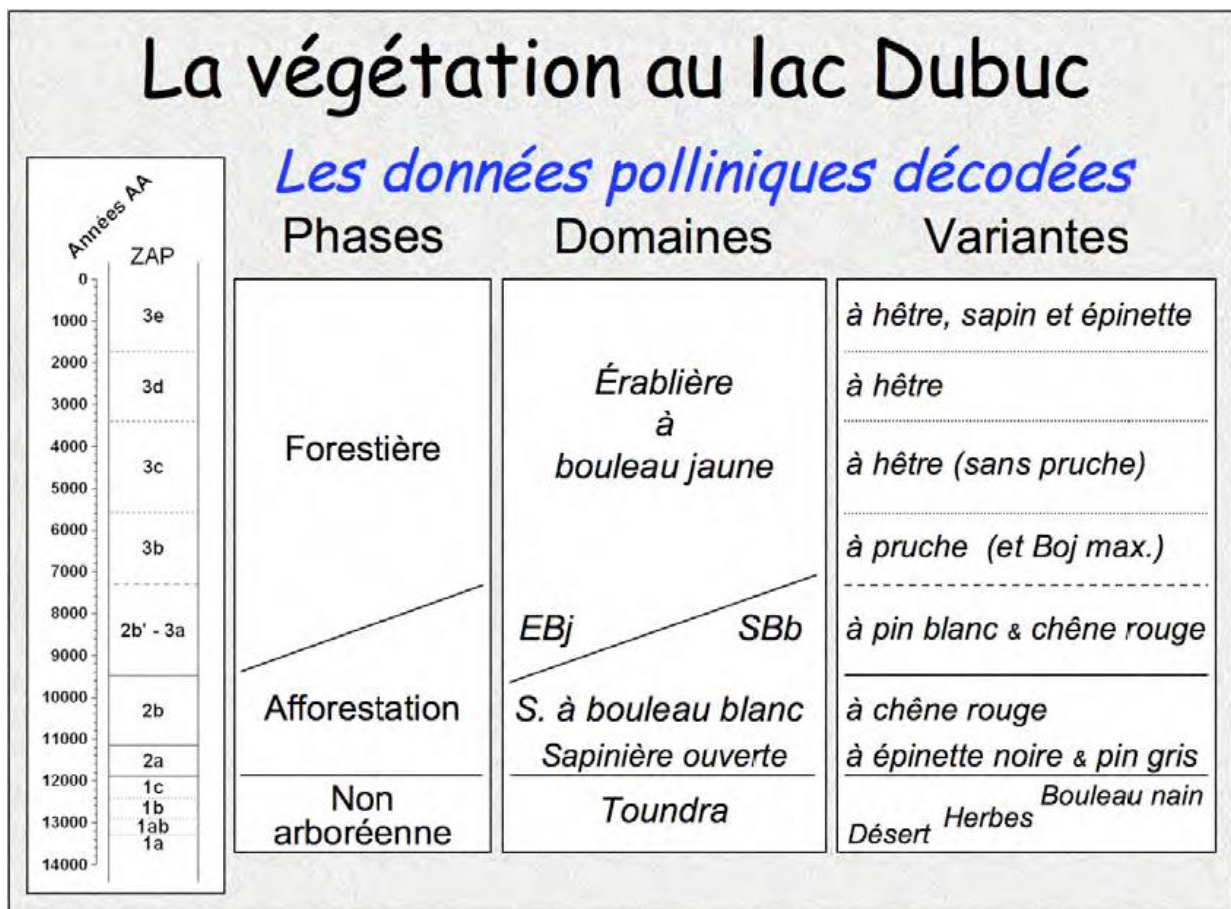 La végétation au lac Dubuc
Les données polliniques décodées
Années AA
ZAP
0
1000
2000
3000
4000
5000
6000
7000
8000
9000
10000
11000
12000
13000
14000
3e
3d
3c
3b
2b' - 3a
2b
2a
1c
1b
1ab
1a
Phases
Forestière
Afforestation
Non
arboréenne
Domaines
Érablière
à
bouleau jaune
EBj
SBb
S. à bouleau blanc
Sapinière ouverte
Toundra
Variantes
à hêtre, sapin et épinette
à hêtre
à hêtre (sans pruche)
à pruche (et Boj max.)
à pin blanc & chêne rouge
à chêne rouge
à épinette noire & pin gris
Bouleau nain
Herbes
Désert